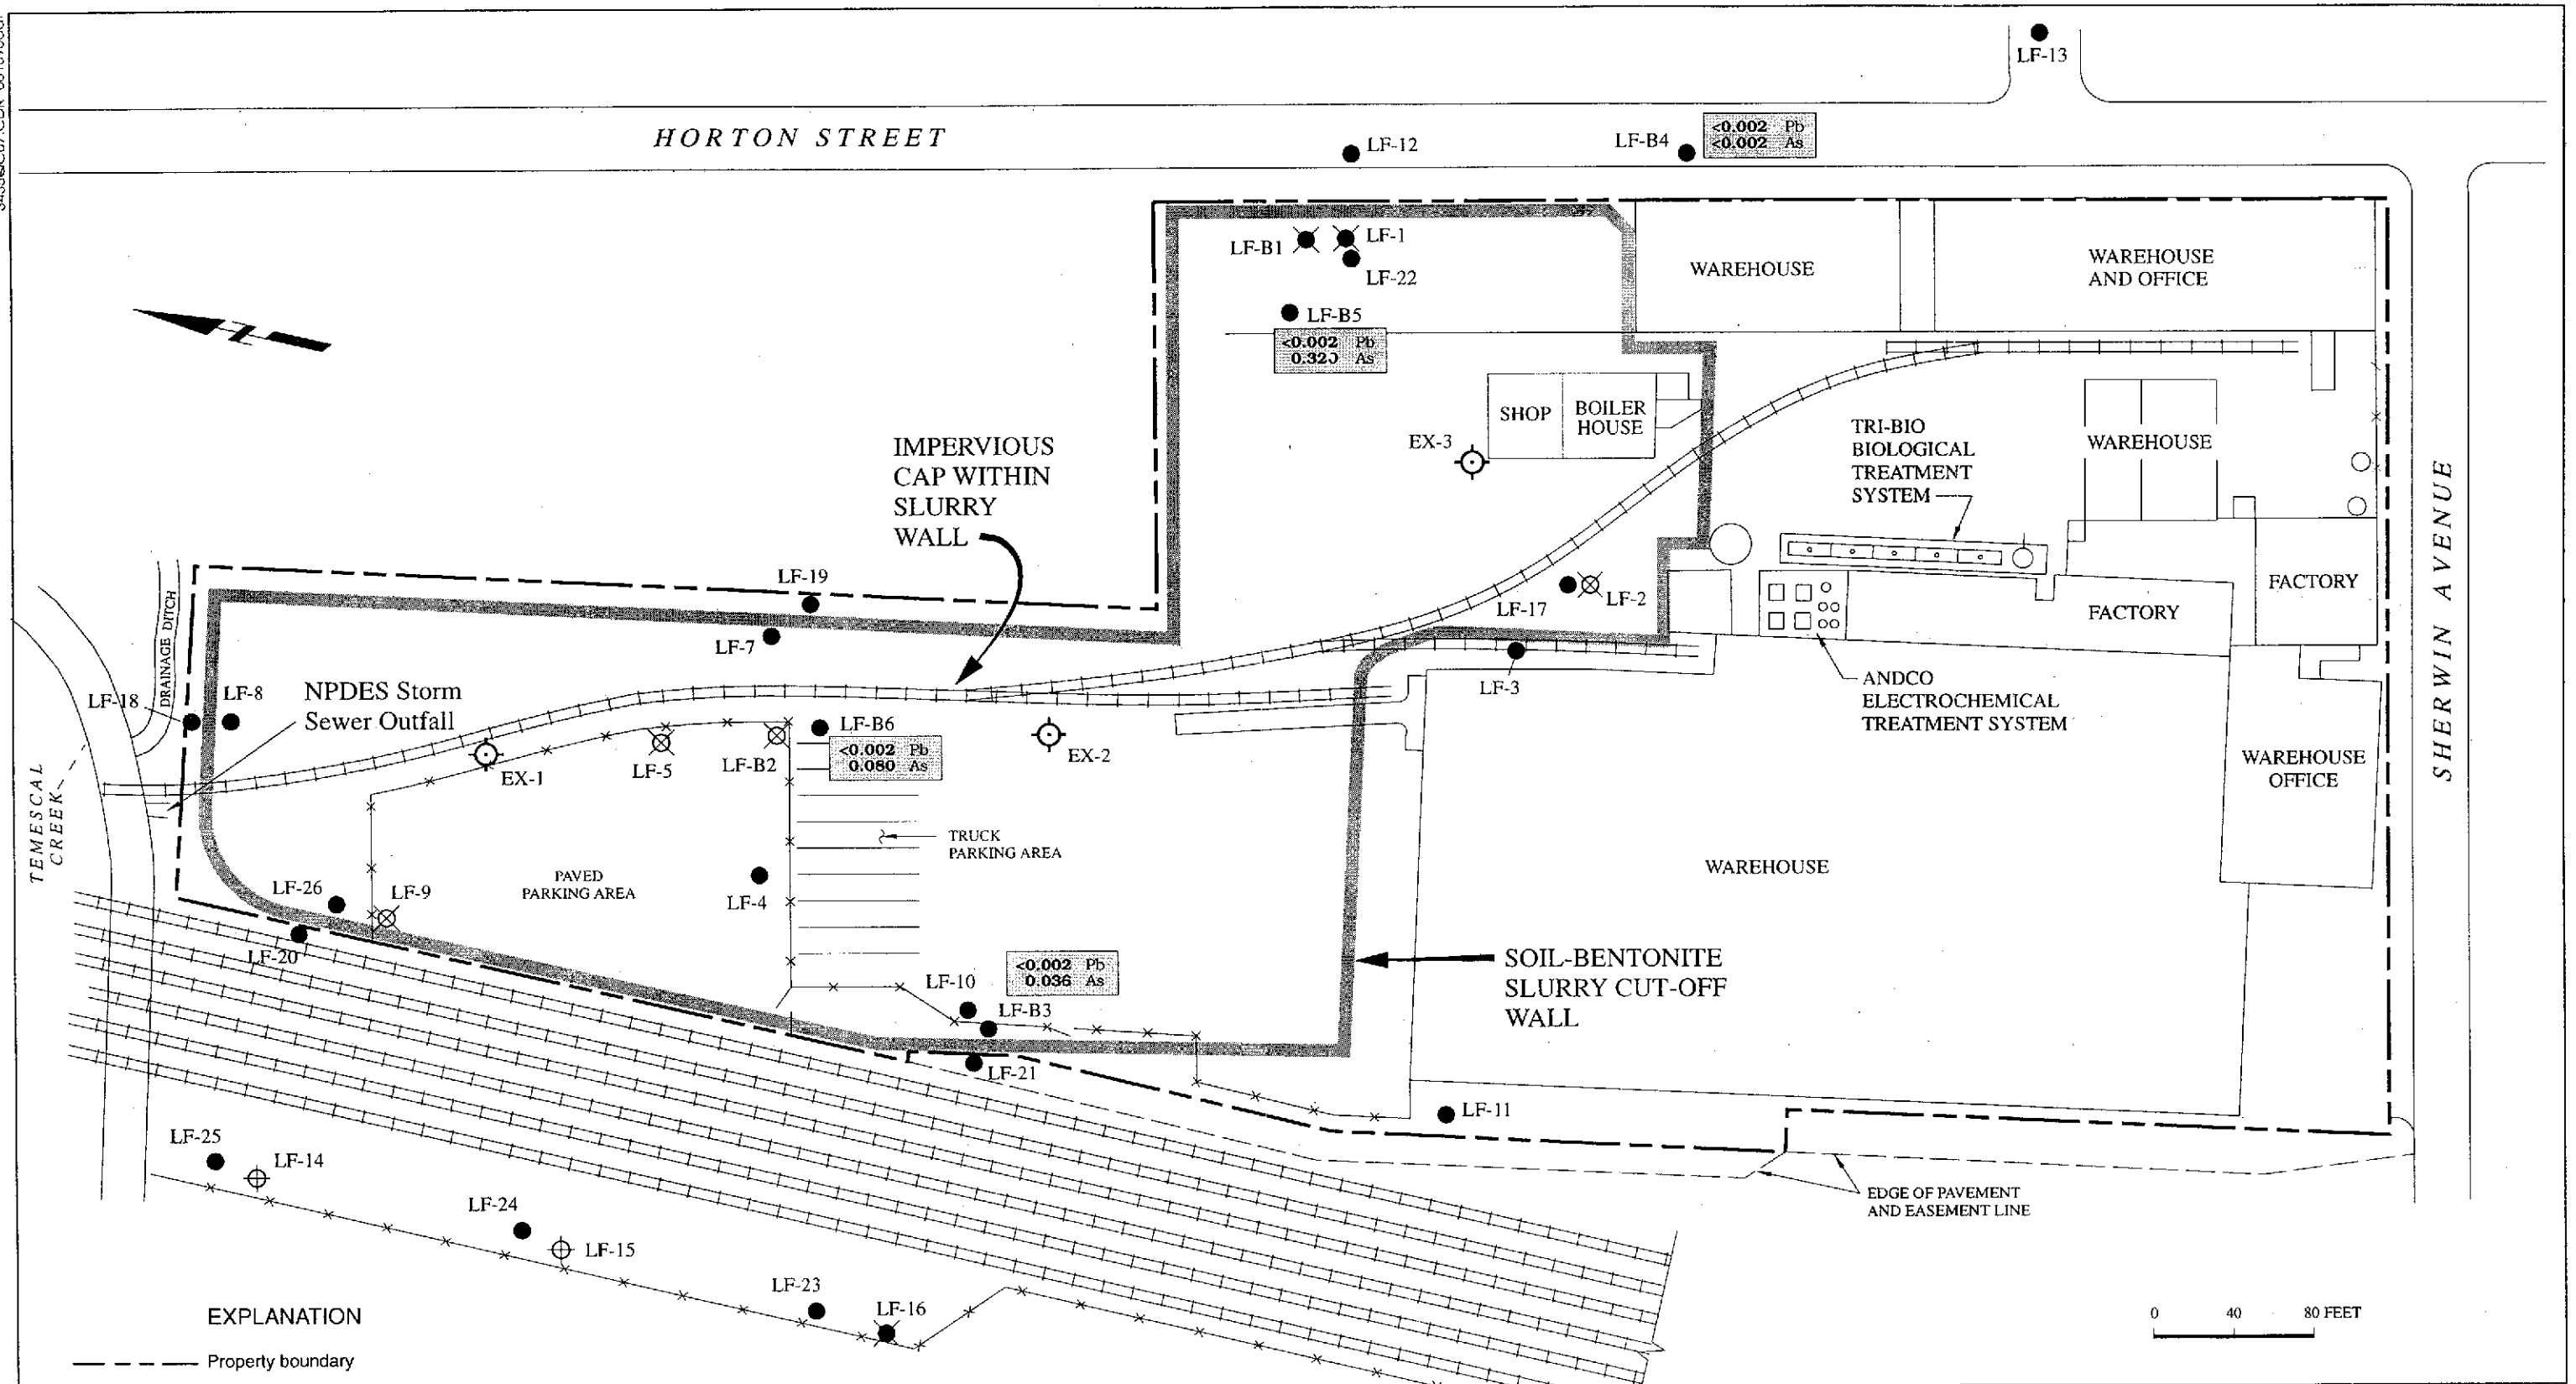 LF-13
HORTON STREET
LF-12
LF-B4
<0.002 Pb
<0.002 As
LF-B1
LF-1
LF-22
LF-B5
<0.002 Pb
As
WAREHOUSE
WAREHOUSE
AND OFFICE
SHOP
BOILER
HOUSE
EX-3
TRI-BIO
BIOLOGICAL
TREATMENT
SYSTEM
WAREHOUSE
IMPERVIOUS
CAP WITHIN
SLURRY
WALL
SHERWIN AVENUE
LF-19
LF-7
LF-17
LF-2
FACTORY
FACTORY
DRAINAGE DITCH
LF-18
LF-8
NPDES Storm
Sewer Outfall
LF-3
ANDCO
ELECTROCHEMICAL
TREATMENT SYSTEM
LF-B6
<0.002 Pb
0.080 As
EX-1
LF-5
LF-B2
EX-2
WAREHOUSE
OFFICE
TEMESCAL
CREEK
TRUCK
PARKING AREA
PAVED
PARKING AREA
WAREHOUSE
LF-26
LF-9
LF-4
LF-20
<0.002 Pb
0.036 As
LF-10
LF-B3
SOIL-BENTONITE
SLURRY CUT-OFF
WALL
LF-21
LF-11
LF-25
LF-14
EDGE OF PAVEMENT
AND EASEMENT LINE
LF-24
LF-15
LF-23
LF-16
EXPLANATION
Property boundary
0 40 80 FEET